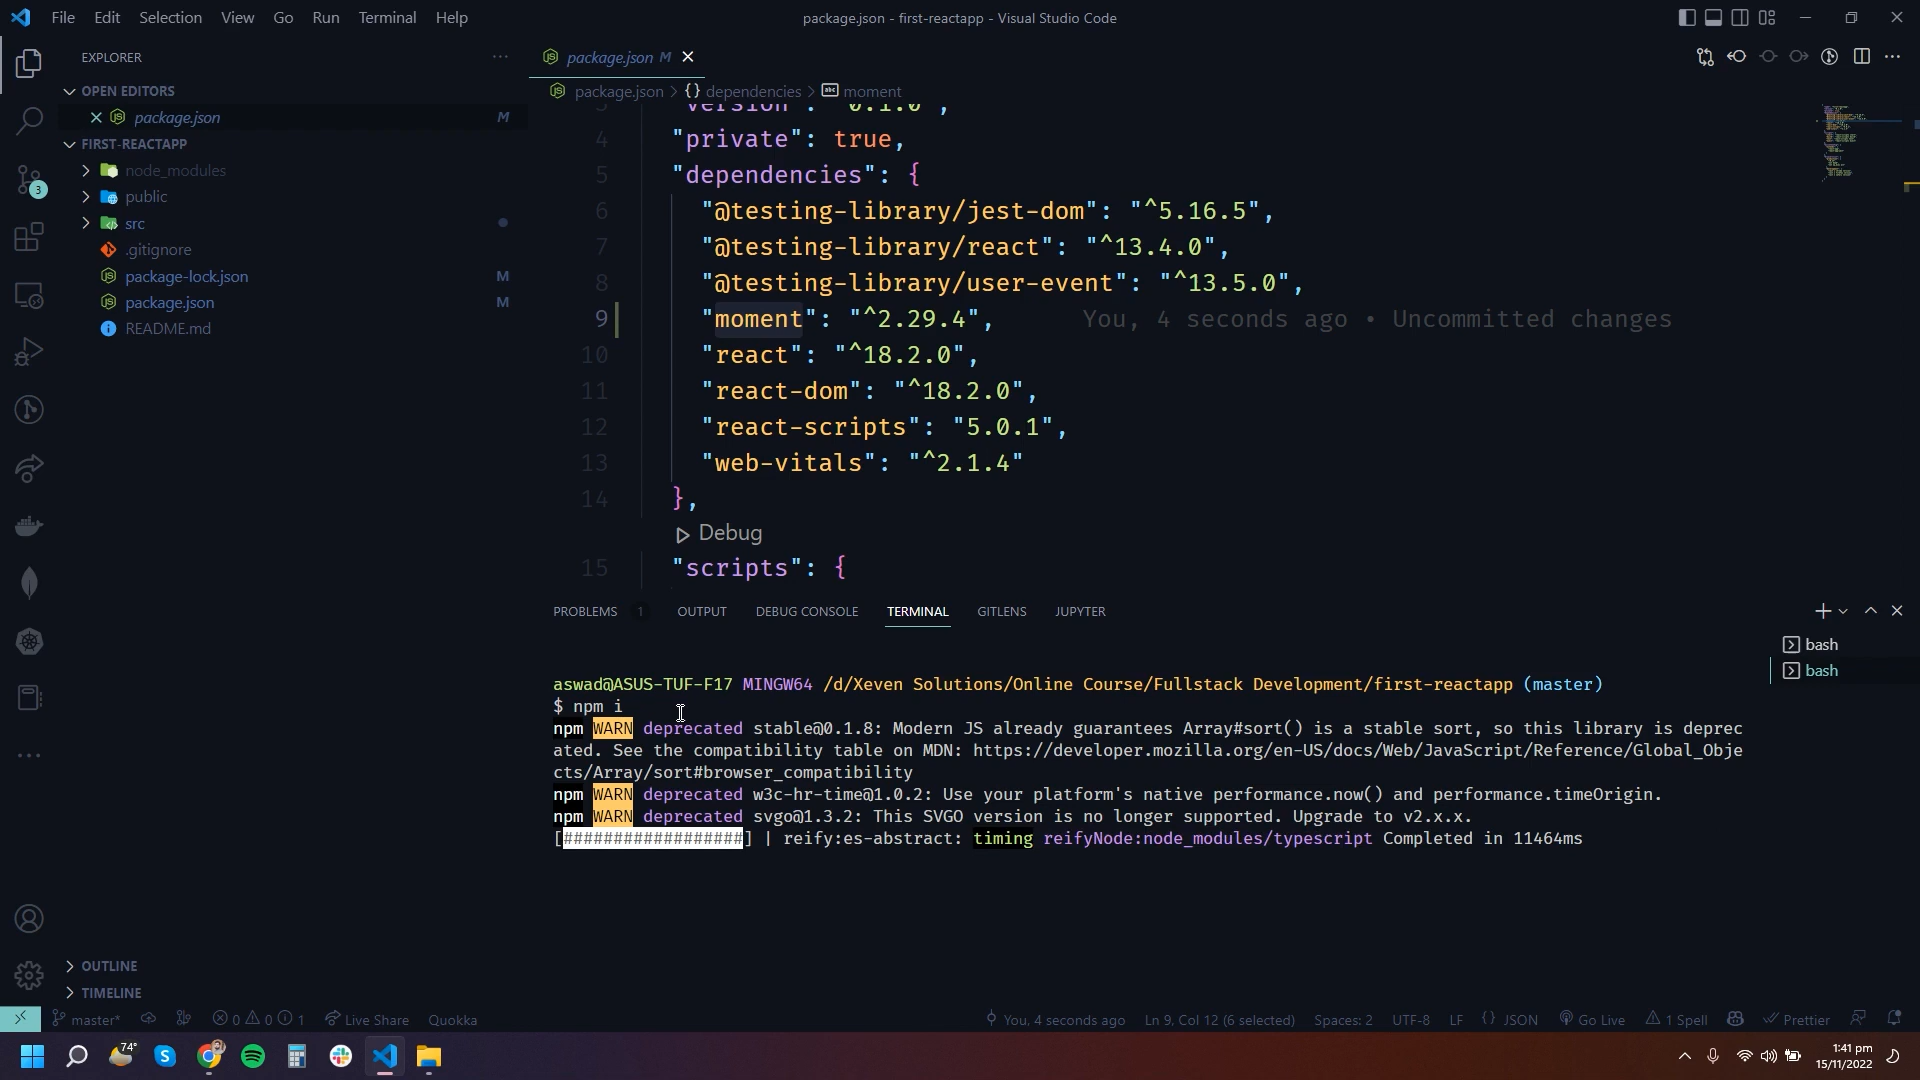 File Edit Selection View Go Run Terminal Help
package.json - first-reactapp - Visual Studio Code
EXPLORER
OPEN EDITORS
package.json M
FIRST-REACTAPP
node_modules
public
src
.gitignore
package-lock.json M
package.json M
README.md
3
OUTLINE
TIMELINE
package.json M
package.json > {} dependencies > abc moment
3 "version": "0.1.0",
4 "private": true,
5 "dependencies": {
6 "@testing-library/jest-dom": "^5.16.5",
7 "@testing-library/react": "^13.4.0",
8 "@testing-library/user-event": "^13.5.0",
9 "moment": "^2.29.4", You, 4 seconds ago • Uncommitted changes
10 "react": "^18.2.0",
11 "react-dom": "^18.2.0",
12 "react-scripts": "5.0.1",
13 "web-vitals": "^2.1.4"
14 },
Debug
15 "scripts": {
PROBLEMS 1 OUTPUT DEBUG CONSOLE TERMINAL GITLENS JUPYTER
bash
bash
aswad@ASUS-TUF-F17 MINGW64 /d/Xeven Solutions/Online Course/Fullstack Development/first-reactapp (master)
$ npm i
npm WARN deprecated stable@0.1.8: Modern JS already guarantees Array#sort() is a stable sort, so this library is deprec
ated. See the compatibility table on MDN: https://developer.mozilla.org/en-US/docs/Web/JavaScript/Reference/Global_Obje
cts/Array/sort#browser_compatibility
npm WARN deprecated w3c-hr-time@1.0.2: Use your platform's native performance.now() and performance.timeOrigin.
npm WARN deprecated svgo@1.3.2: This SVGO version is no longer supported. Upgrade to v2.x.x.
[##################] | reify:es-abstract: timing reifyNode:node_modules/typescript Completed in 11464ms
master* 0 0 1 Live Share Quokka You, 4 seconds ago Ln 9, Col 12 (6 selected) Spaces: 2 UTF-8 LF {} JSON Go Live 1 Spell Prettier
74°
1:41 pm
15/11/2022